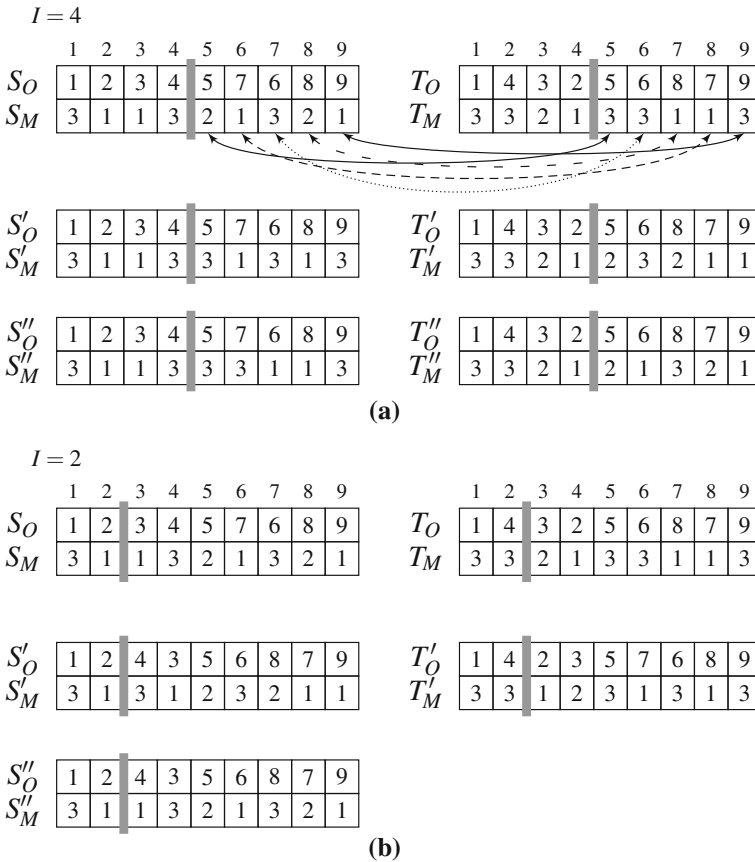 I = 4
1 2 3 4 5 6 7 8 9 1 2 3 4 5 6 7 8 9
S_O 1 2 3 4 5 7 6 8 9 T_O 1 4 3 2 5 6 8 7 9
S_M 3 1 1 3 2 1 3 2 1 T_M 3 3 2 1 3 3 1 1 3
S'_O 1 2 3 4 5 7 6 8 9 T'_O 1 4 3 2 5 6 8 7 9
S'_M 3 1 1 3 3 1 3 1 3 T'_M 3 3 2 1 2 3 2 1 1
S''_O 1 2 3 4 5 7 6 8 9 T''_O 1 4 3 2 5 6 8 7 9
S''_M 3 1 1 3 3 3 1 1 3 T''_M 3 3 2 1 2 1 3 2 1
(a)
I = 2
1 2 3 4 5 6 7 8 9 1 2 3 4 5 6 7 8 9
S_O 1 2 3 4 5 7 6 8 9 T_O 1 4 3 2 5 6 8 7 9
S_M 3 1 1 3 2 1 3 2 1 T_M 3 3 2 1 3 3 1 1 3
S'_O 1 2 4 3 5 6 8 7 9 T'_O 1 4 2 3 5 7 6 8 9
S'_M 3 1 3 1 2 3 2 1 1 T'_M 3 3 1 2 3 1 3 1 3
S''_O 1 2 4 3 5 6 8 7 9
S''_M 3 1 1 3 2 1 3 2 1
(b)